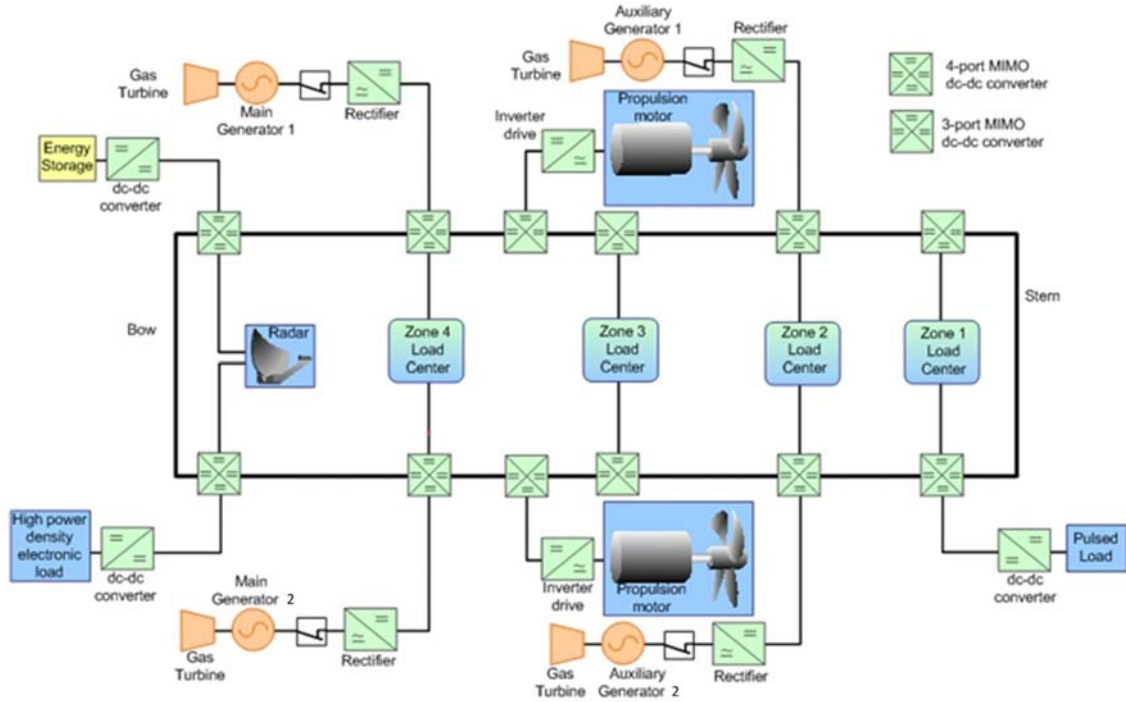 Auxiliary
Generator 1
Rectifier
Gas
Turbine
Gas
Turbine
Main
Generator 1
Rectifier
Inverter
drive
Propulsion
motor
4-port MIMO
dc-dc converter
3-port MIMO
dc-dc converter
Energy
Storage
dc-dc
converter
Bow
Stern
Radar
Zone 4
Load
Center
Zone 3
Load
Center
Zone 2
Load
Center
Zone 1
Load
Center
High power
density
electronic
load
dc-dc
converter
Main
Generator 2
Gas
Turbine
Rectifier
Inverter
drive
Propulsion
motor
Gas
Turbine
Auxiliary
Generator 2
Rectifier
dc-dc
converter
Pulsed
Load